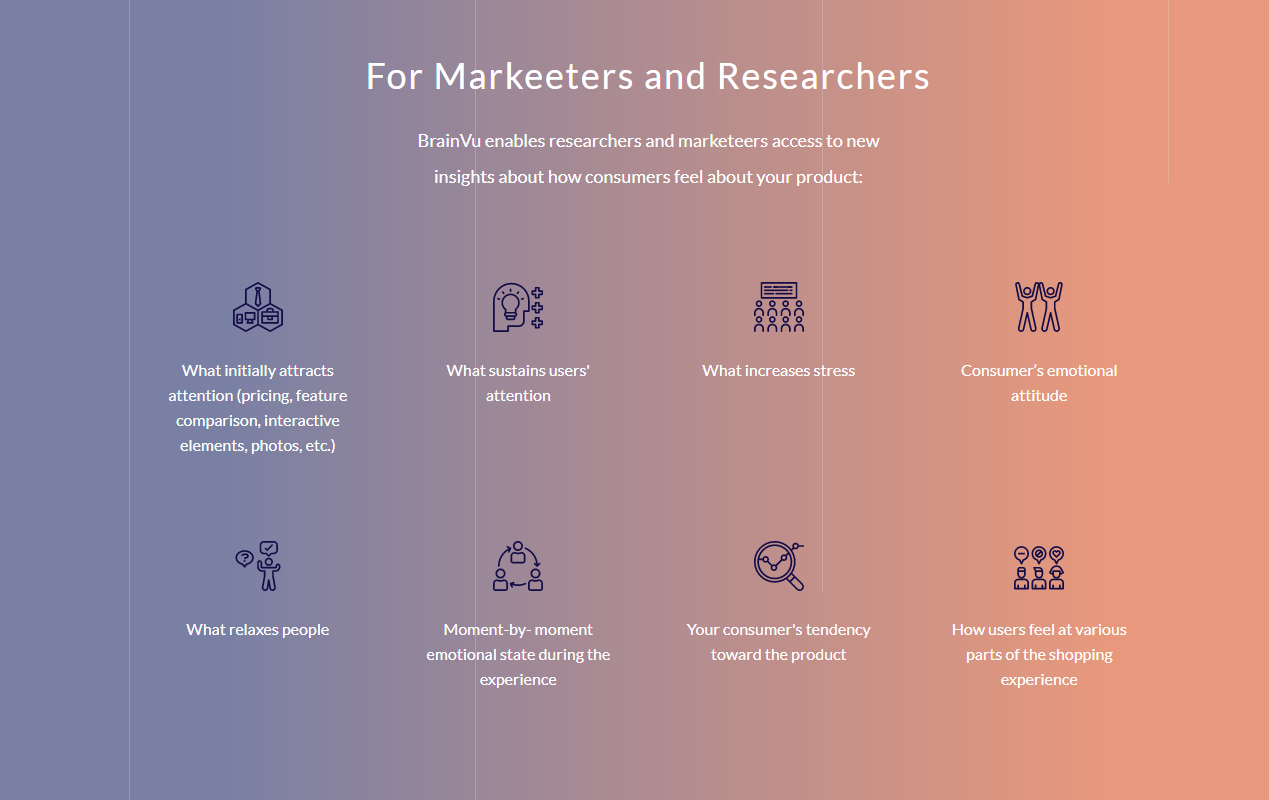 For Markeeters and Researchers
BrainVu enables researchers and marketeers access to new
insights about how consumers feel about your product:
What initially attracts
attention (pricing, feature
comparison, interactive
elements, photos, etc.)
What sustains users'
attention
What increases stress
Consumer’s emotional
attitude
What relaxes people
Moment-by- moment
emotional state during the
experience
Your consumer's tendency
toward the product
How users feel at various
parts of the shopping
experience